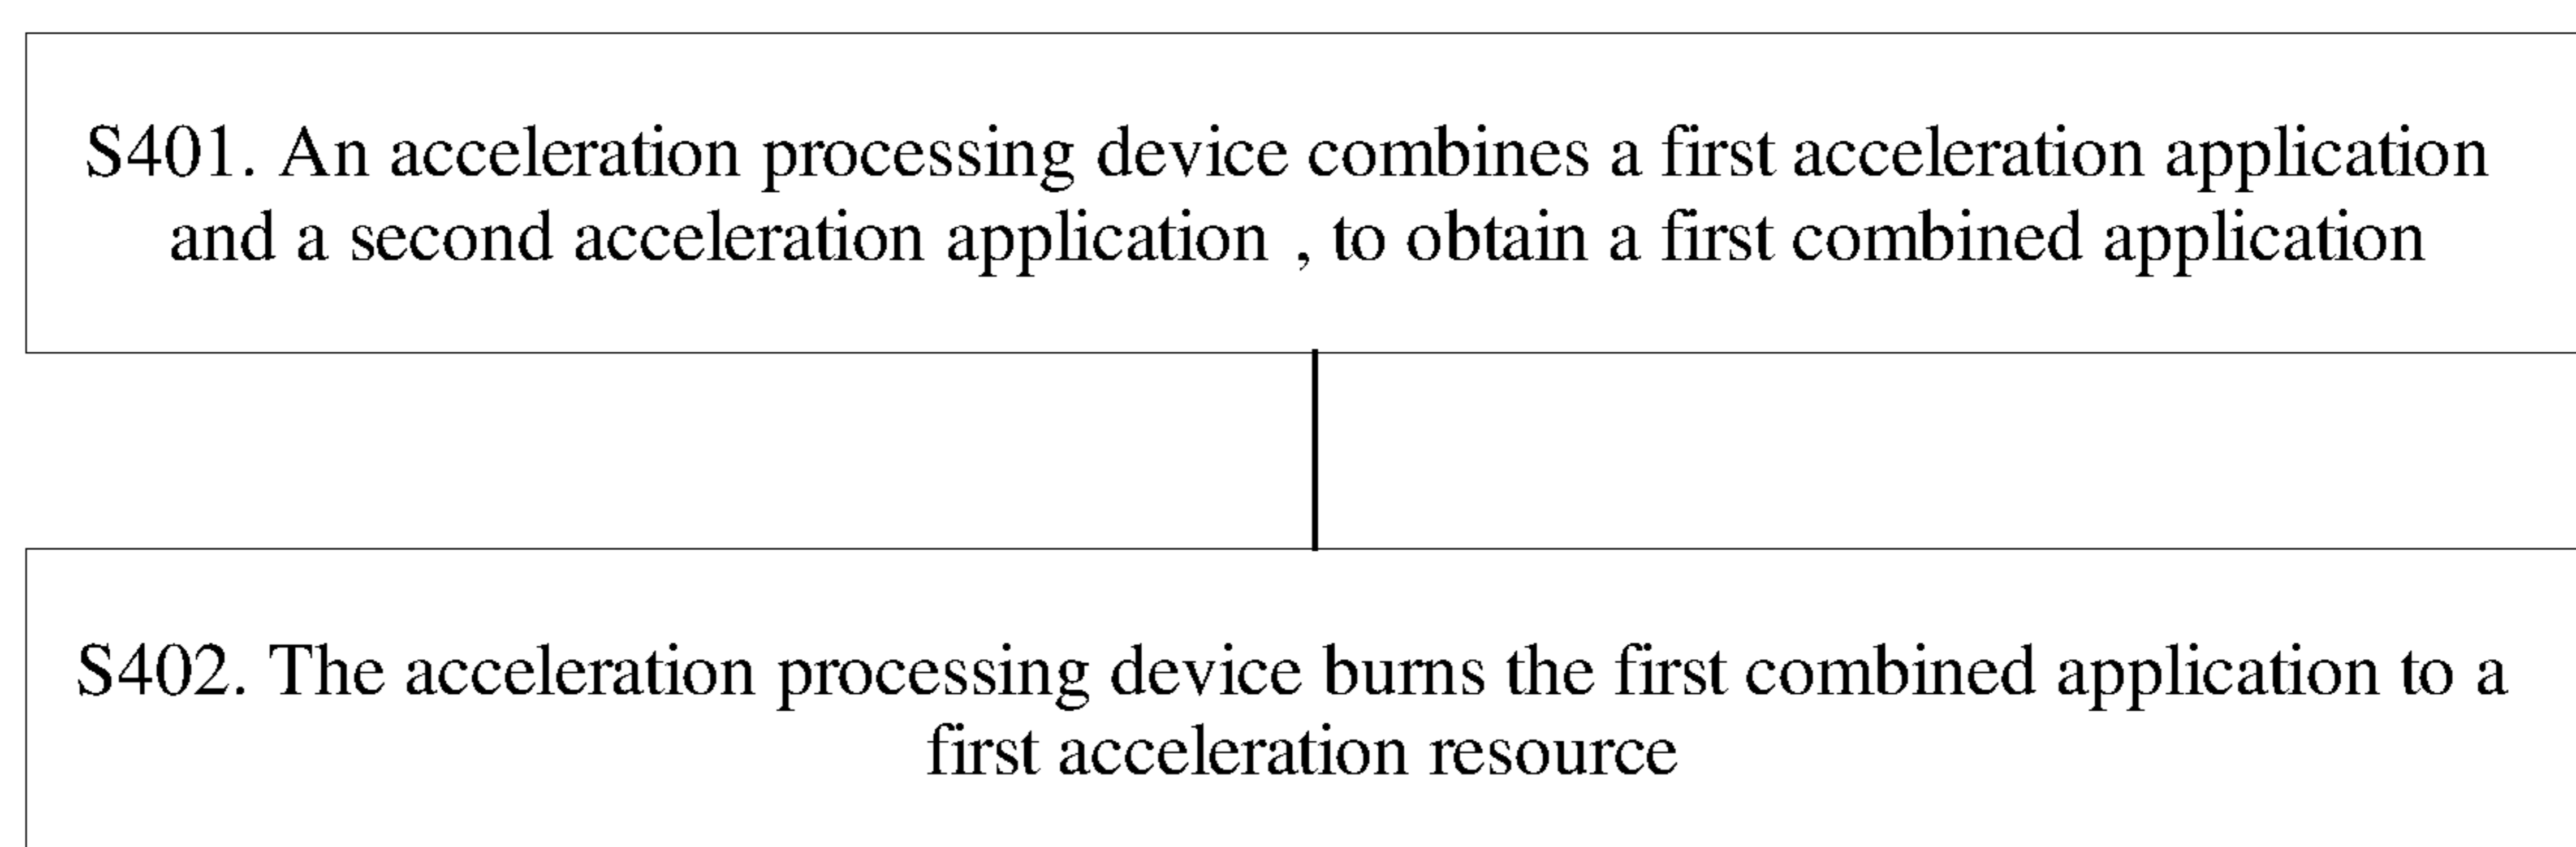 S401. An acceleration processing device combines a first acceleration application
and a second acceleration application , to obtain a first combined application
S402. The acceleration processing device burns the first combined application to a
first acceleration resource